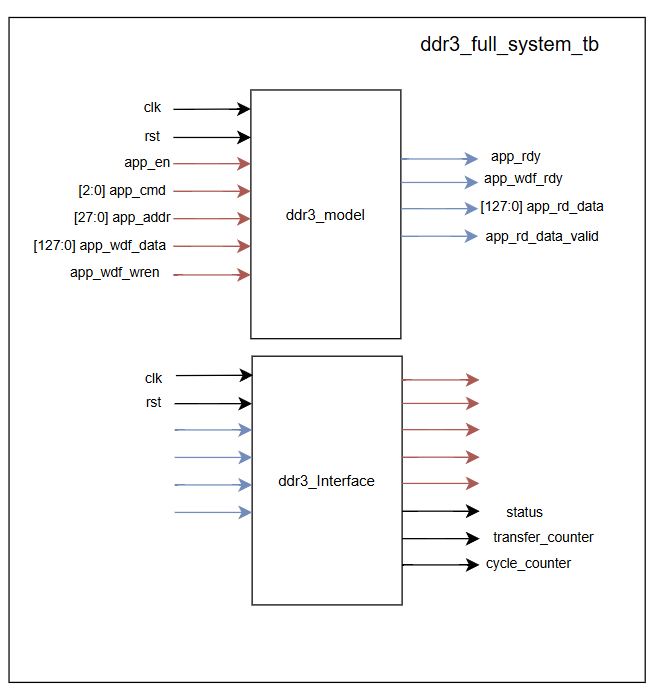 ddr3_full_system_tb
clk
rst
app_en
[2:0] app_cmd
[27:0] app_addr
[127:0] app_wdf_data
app_wdf_wren
ddr3_model
app_rdy
app_wdf_rdy
[127:0] app_rd_data
app_rd_data_valid
clk
rst
ddr3_Interface
status
transfer_counter
cycle_counter